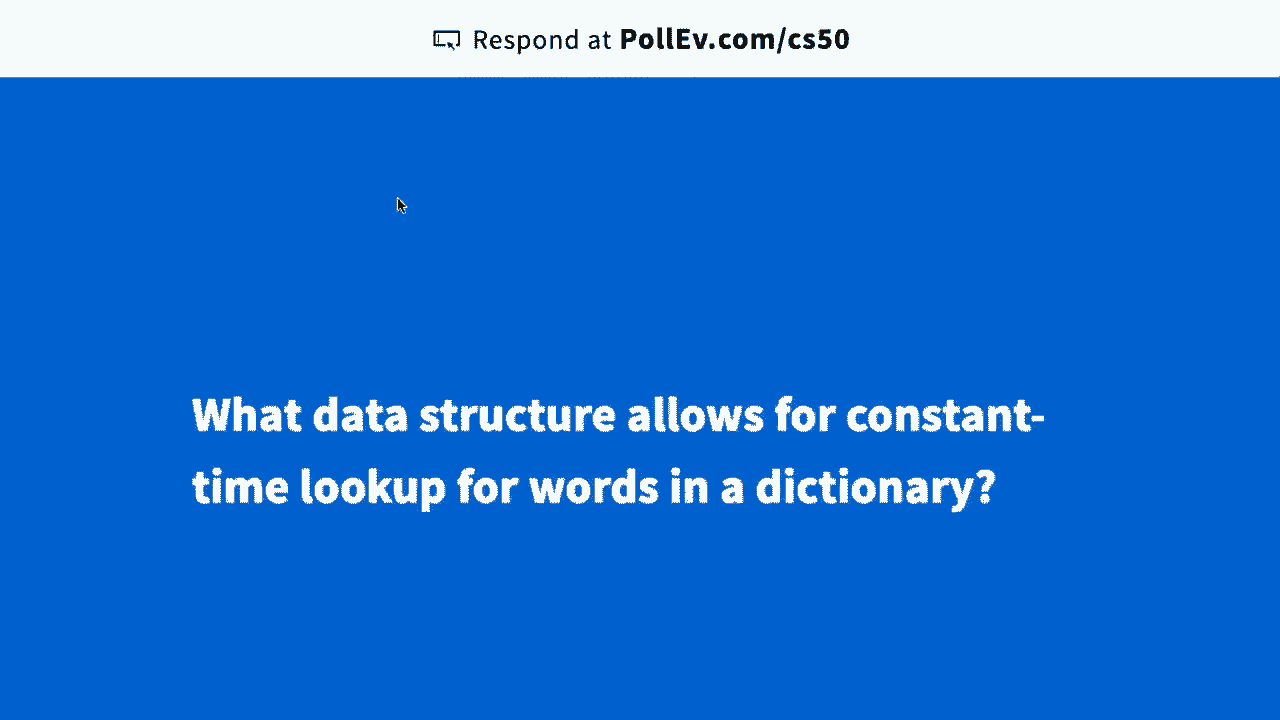 Respond at PollEv.com/cs50
What data structure allows for constant-
time lookup for words in a dictionary?